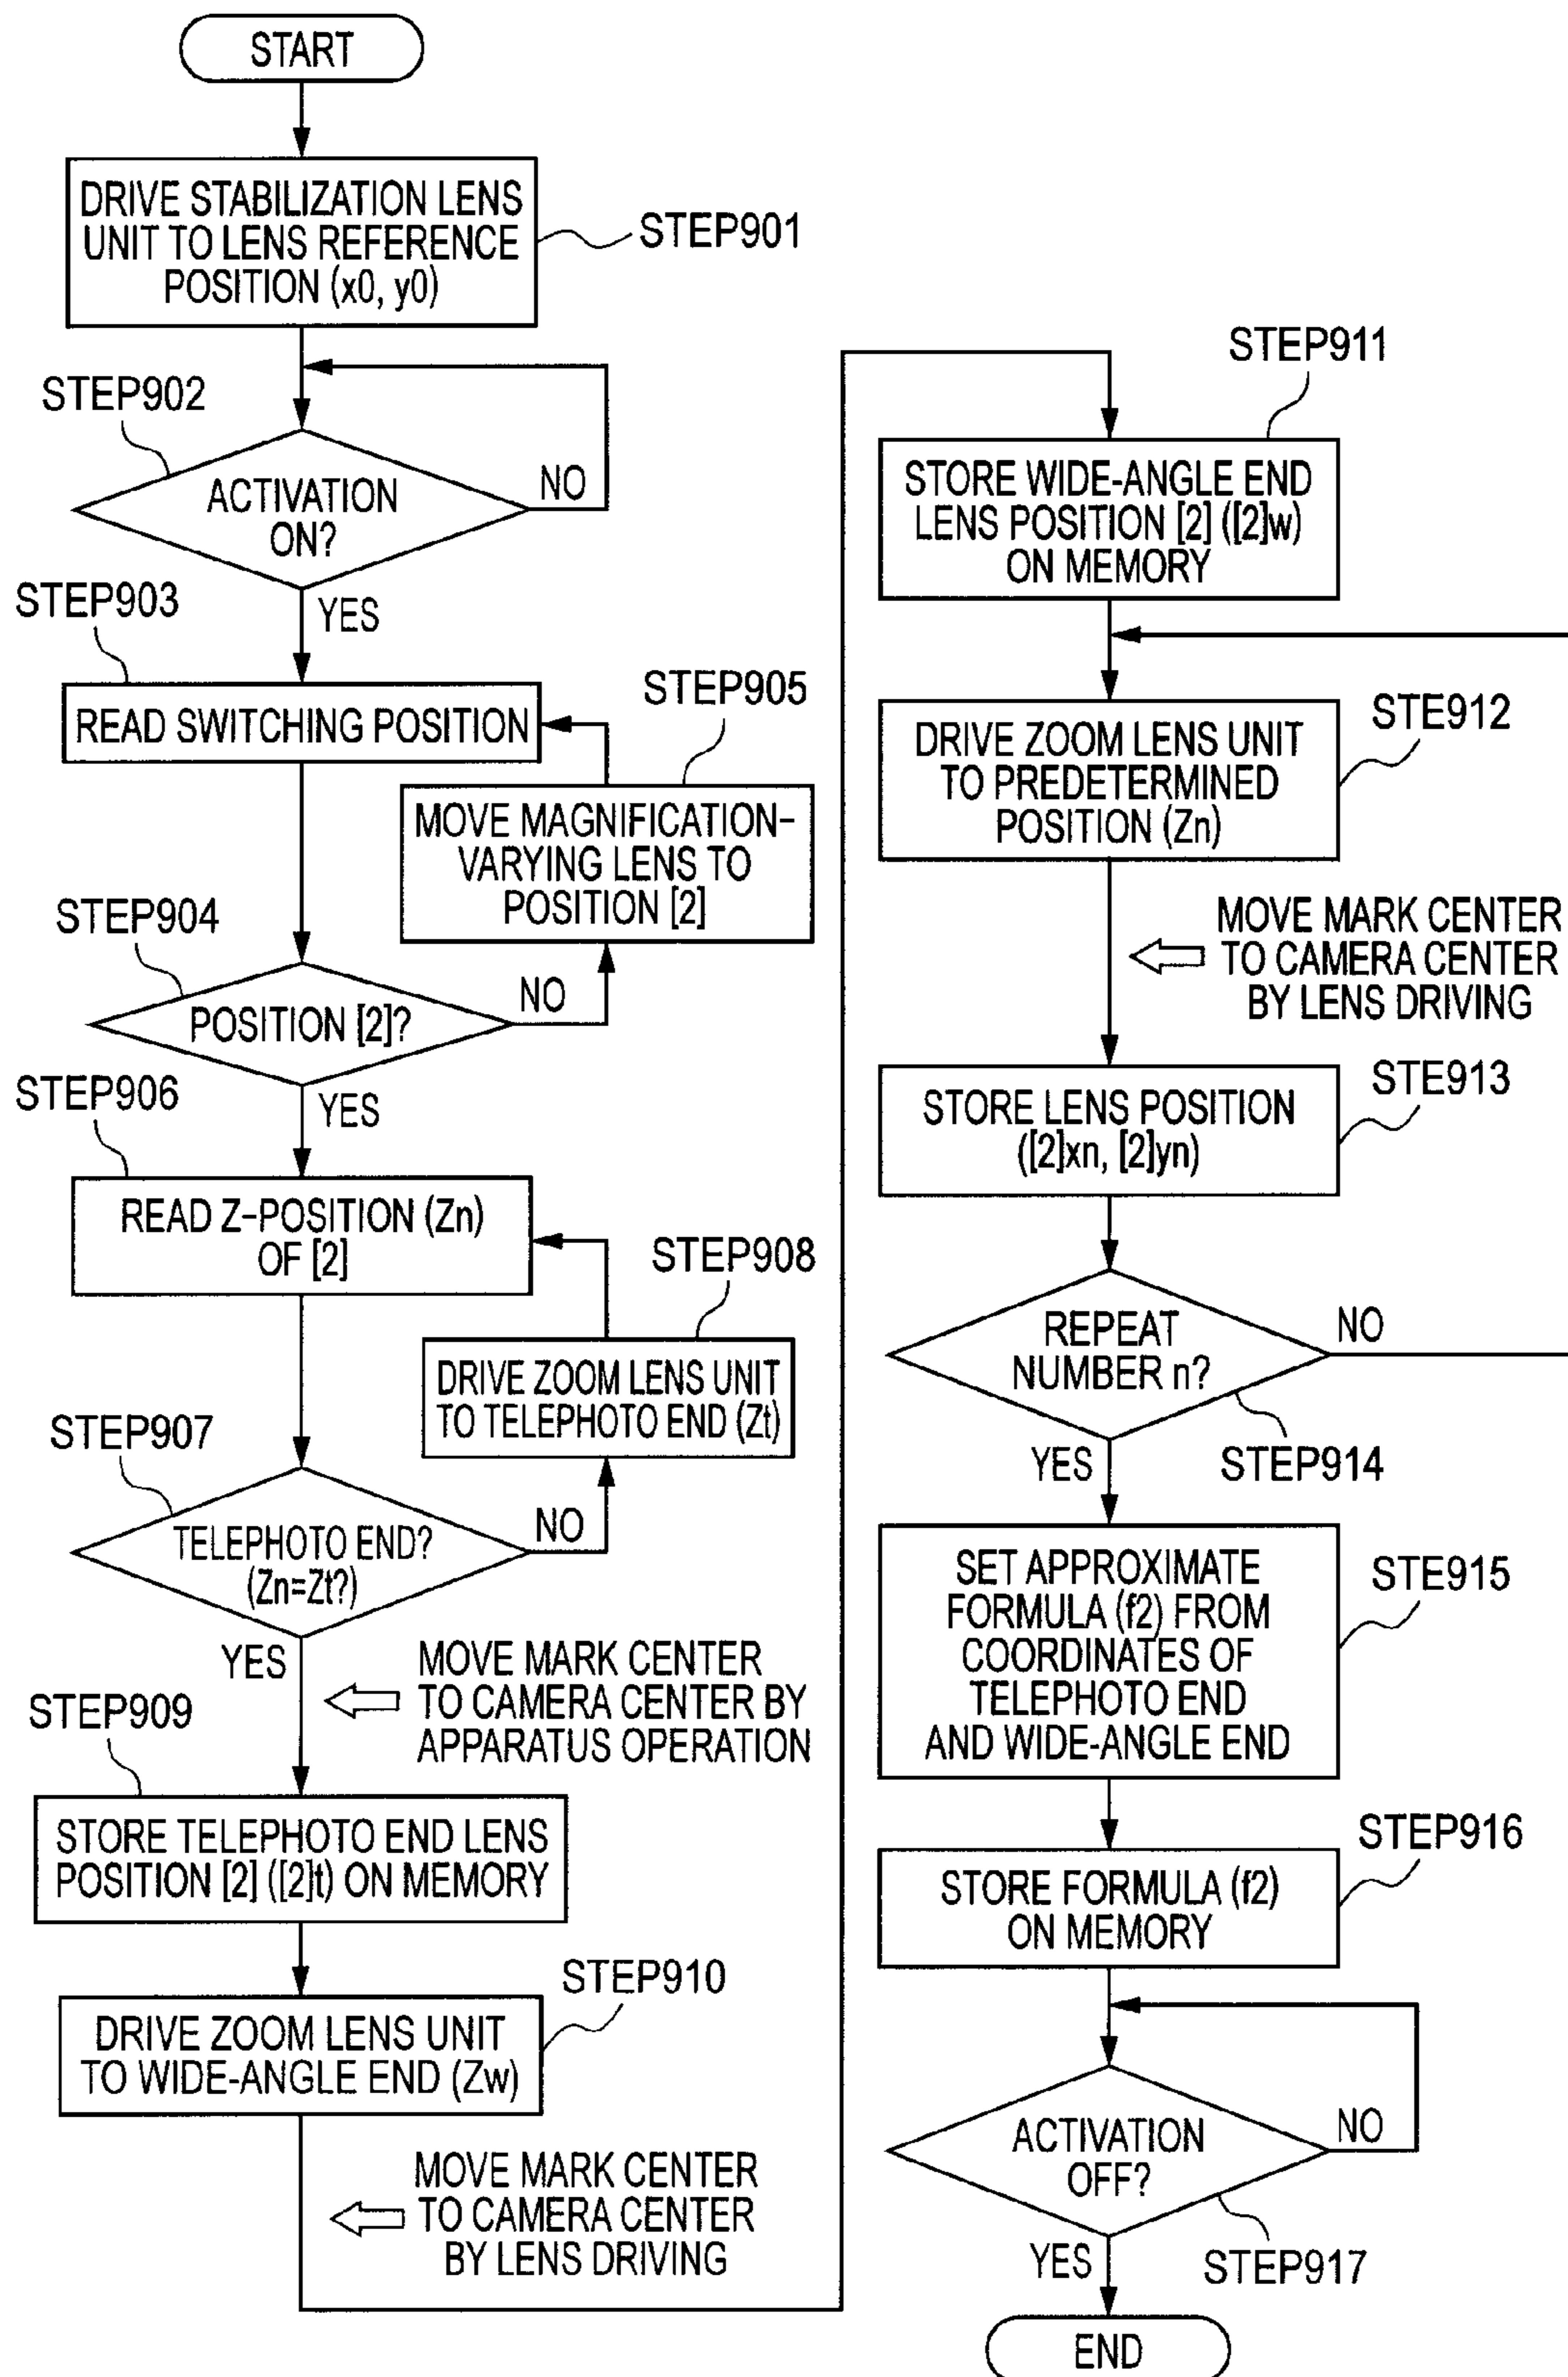 START
DRIVE STABILIZATION LENS
UNIT TO LENS REFERENCE
POSITION (x0, y0)
STEP901
STEP902
ACTIVATION
ON?
NO
YES
STEP903
READ SWITCHING POSITION
STEP905
MOVE MAGNIFICATION-
VARYING LENS TO
POSITION [2]
STEP904
POSITION [2]?
NO
YES
STEP906
READ Z-POSITION (Zn)
OF [2]
STEP908
DRIVE ZOOM LENS UNIT
TO TELEPHOTO END (Zt)
STEP907
TELEPHOTO END?
(Zn=Zt?)
NO
YES
MOVE MARK CENTER
TO CAMERA CENTER BY
APPARATUS OPERATION
STEP909
STORE TELEPHOTO END LENS
POSITION [2] ([2]t) ON MEMORY
STEP910
DRIVE ZOOM LENS UNIT
TO WIDE-ANGLE END (Zw)
MOVE MARK CENTER
TO CAMERA CENTER
BY LENS DRIVING
STEP911
STORE WIDE-ANGLE END
LENS POSITION [2] ([2]w)
ON MEMORY
STE912
DRIVE ZOOM LENS UNIT
TO PREDETERMINED
POSITION (Zn)
MOVE MARK CENTER
TO CAMERA CENTER
BY LENS DRIVING
STE913
STORE LENS POSITION
([2]xn, [2]yn)
REPEAT
NUMBER n?
NO
YES
STEP914
SET APPROXIMATE
FORMULA (f2) FROM
COORDINATES OF
TELEPHOTO END
AND WIDE-ANGLE END
STE915
STEP916
STORE FORMULA (f2)
ON MEMORY
ACTIVATION
OFF?
NO
YES
STEP917
END